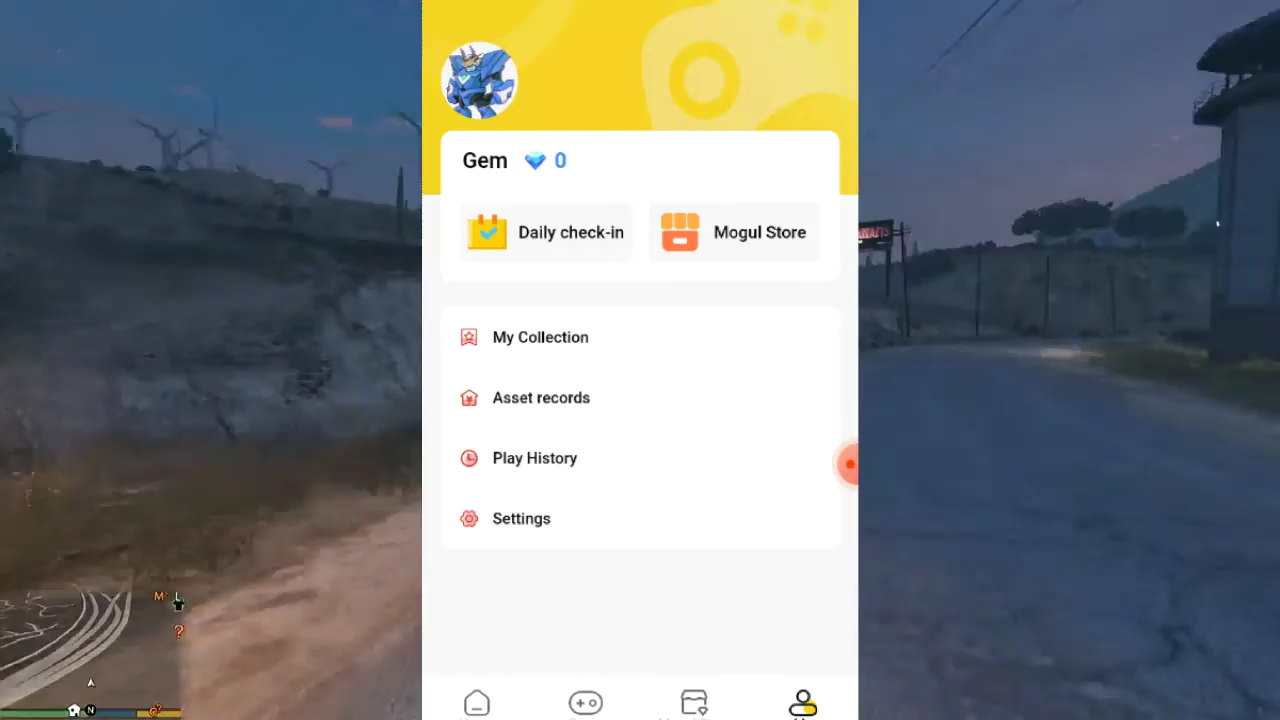 Gem 0
Daily check-in
Mogul Store
My Collection
Asset records
Play History
Settings
M
L
?
N